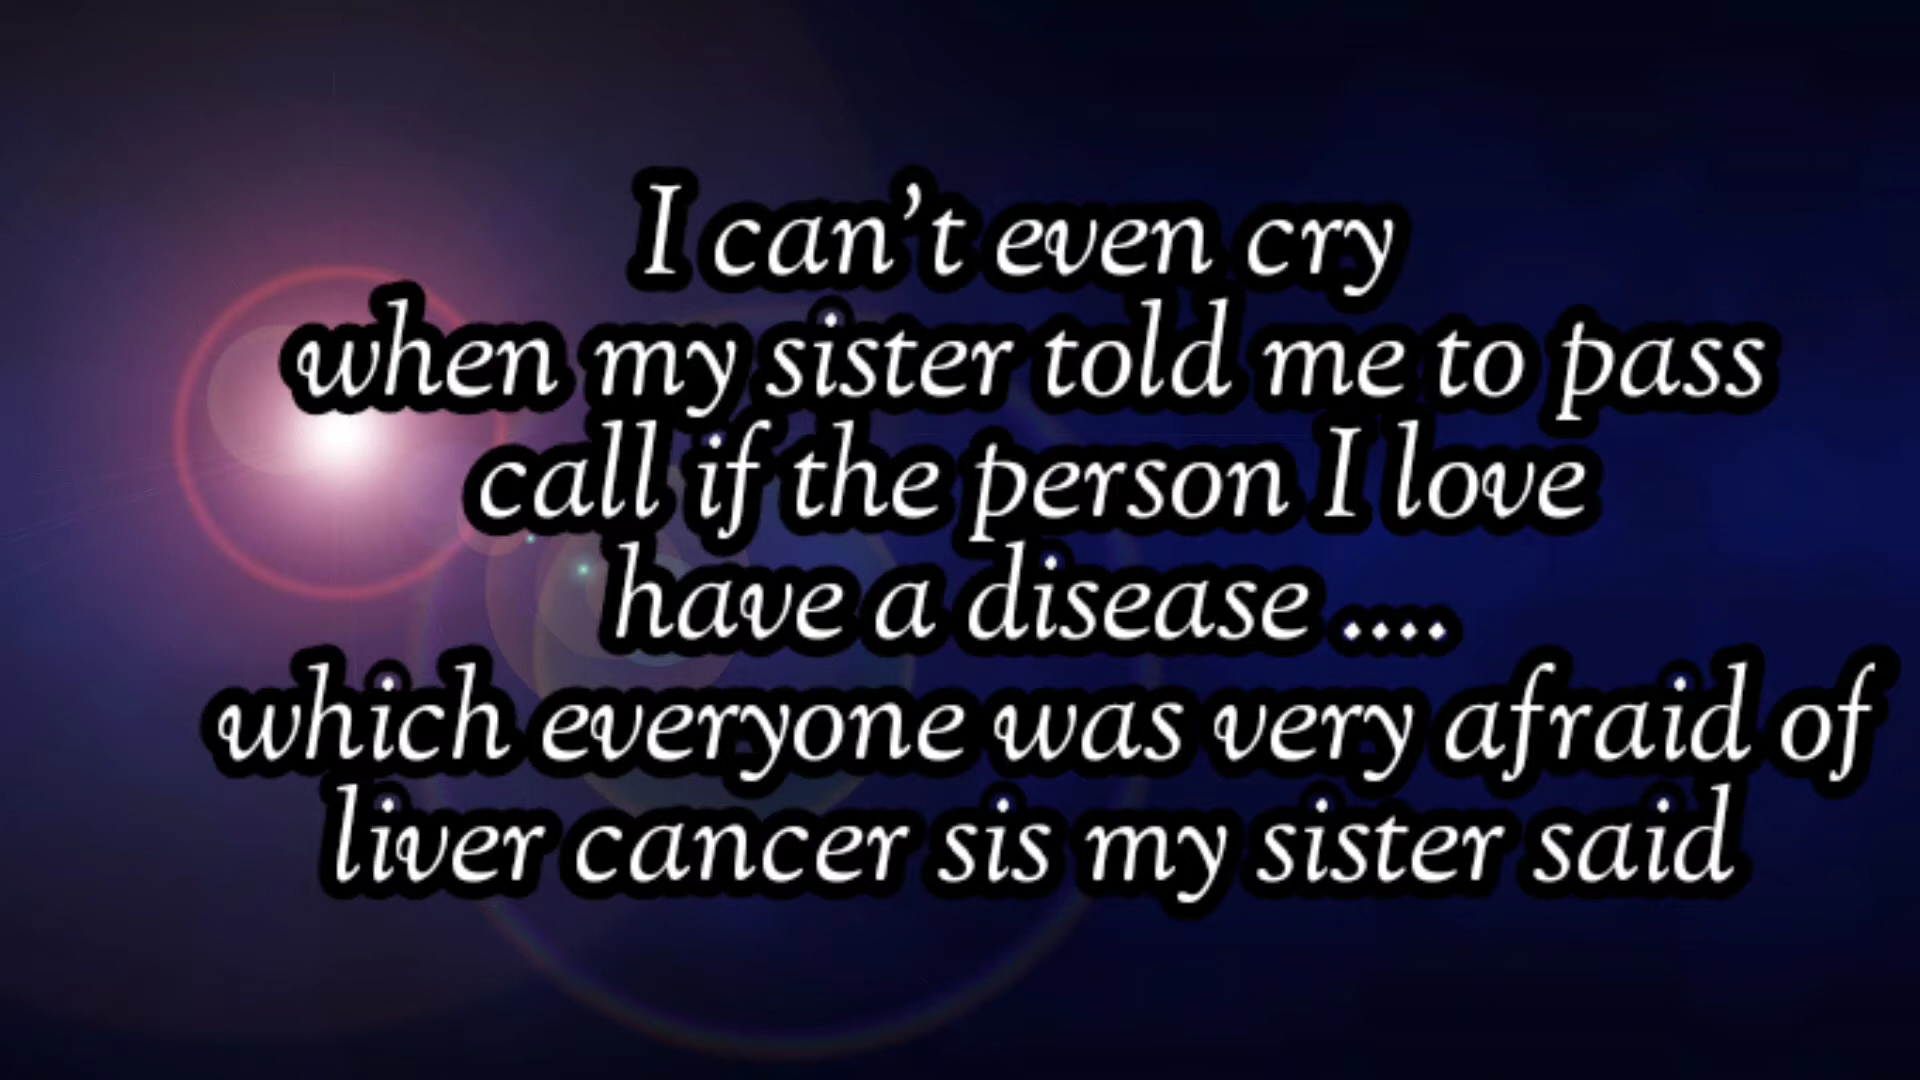 I can’t even cry
when my sister told me to pass
call if the person I love
have a disease ....
which everyone was very afraid of
liver cancer sis my sister said